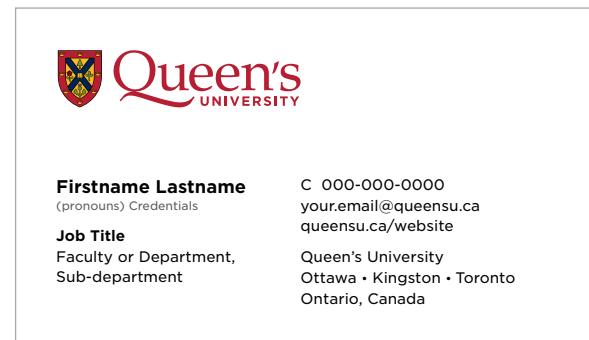 Queen's
UNIVERSITY
Firstname Lastname
(pronouns) Credentials
Job Title
Faculty or Department,
Sub-department
C 000-000-0000
your.email@queensu.ca
queensu.ca/website
Queen’s University
Ottawa • Kingston • Toronto
Ontario, Canada